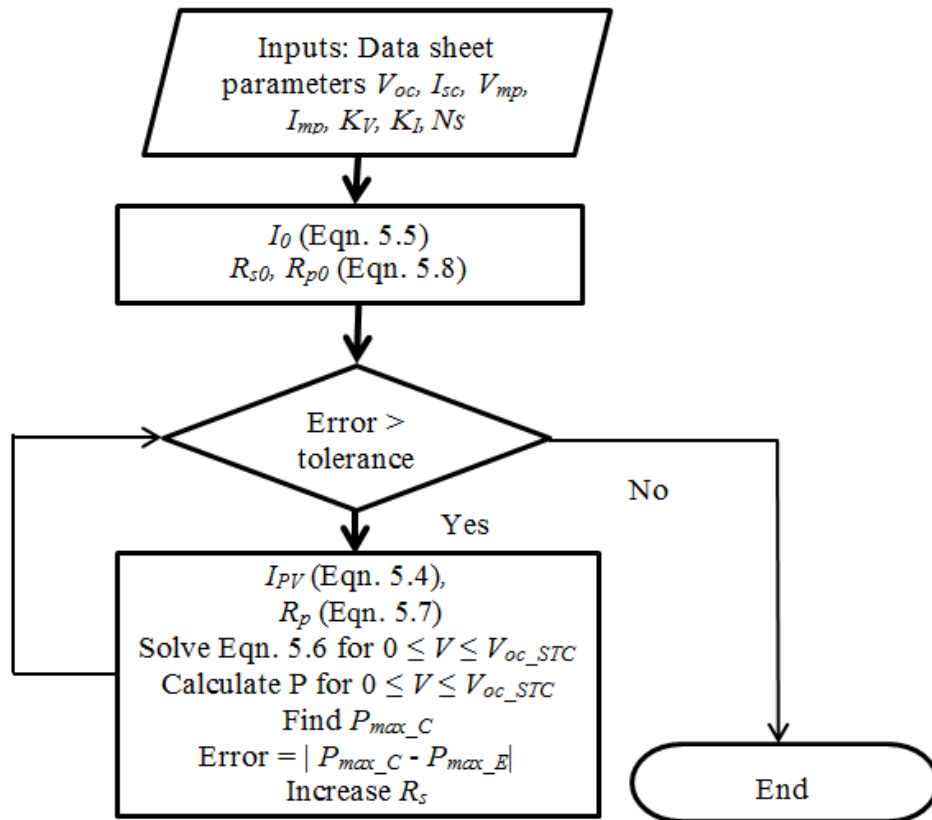 Inputs: Data sheet
parameters Voc, Isc, Vmp,
Imp, KV, KI, Ns
I0 (Eqn. 5.5)
Rs0, Rp0 (Eqn. 5.8)
Error >
tolerance
No
Yes
IPV (Eqn. 5.4),
Rp (Eqn. 5.7)
Solve Eqn. 5.6 for 0 ≤ V ≤ Voc_STC
Calculate P for 0 ≤ V ≤ Voc_STC
Find Pmax_C
Error = | Pmax_C - Pmax_E|
Increase Rs
End